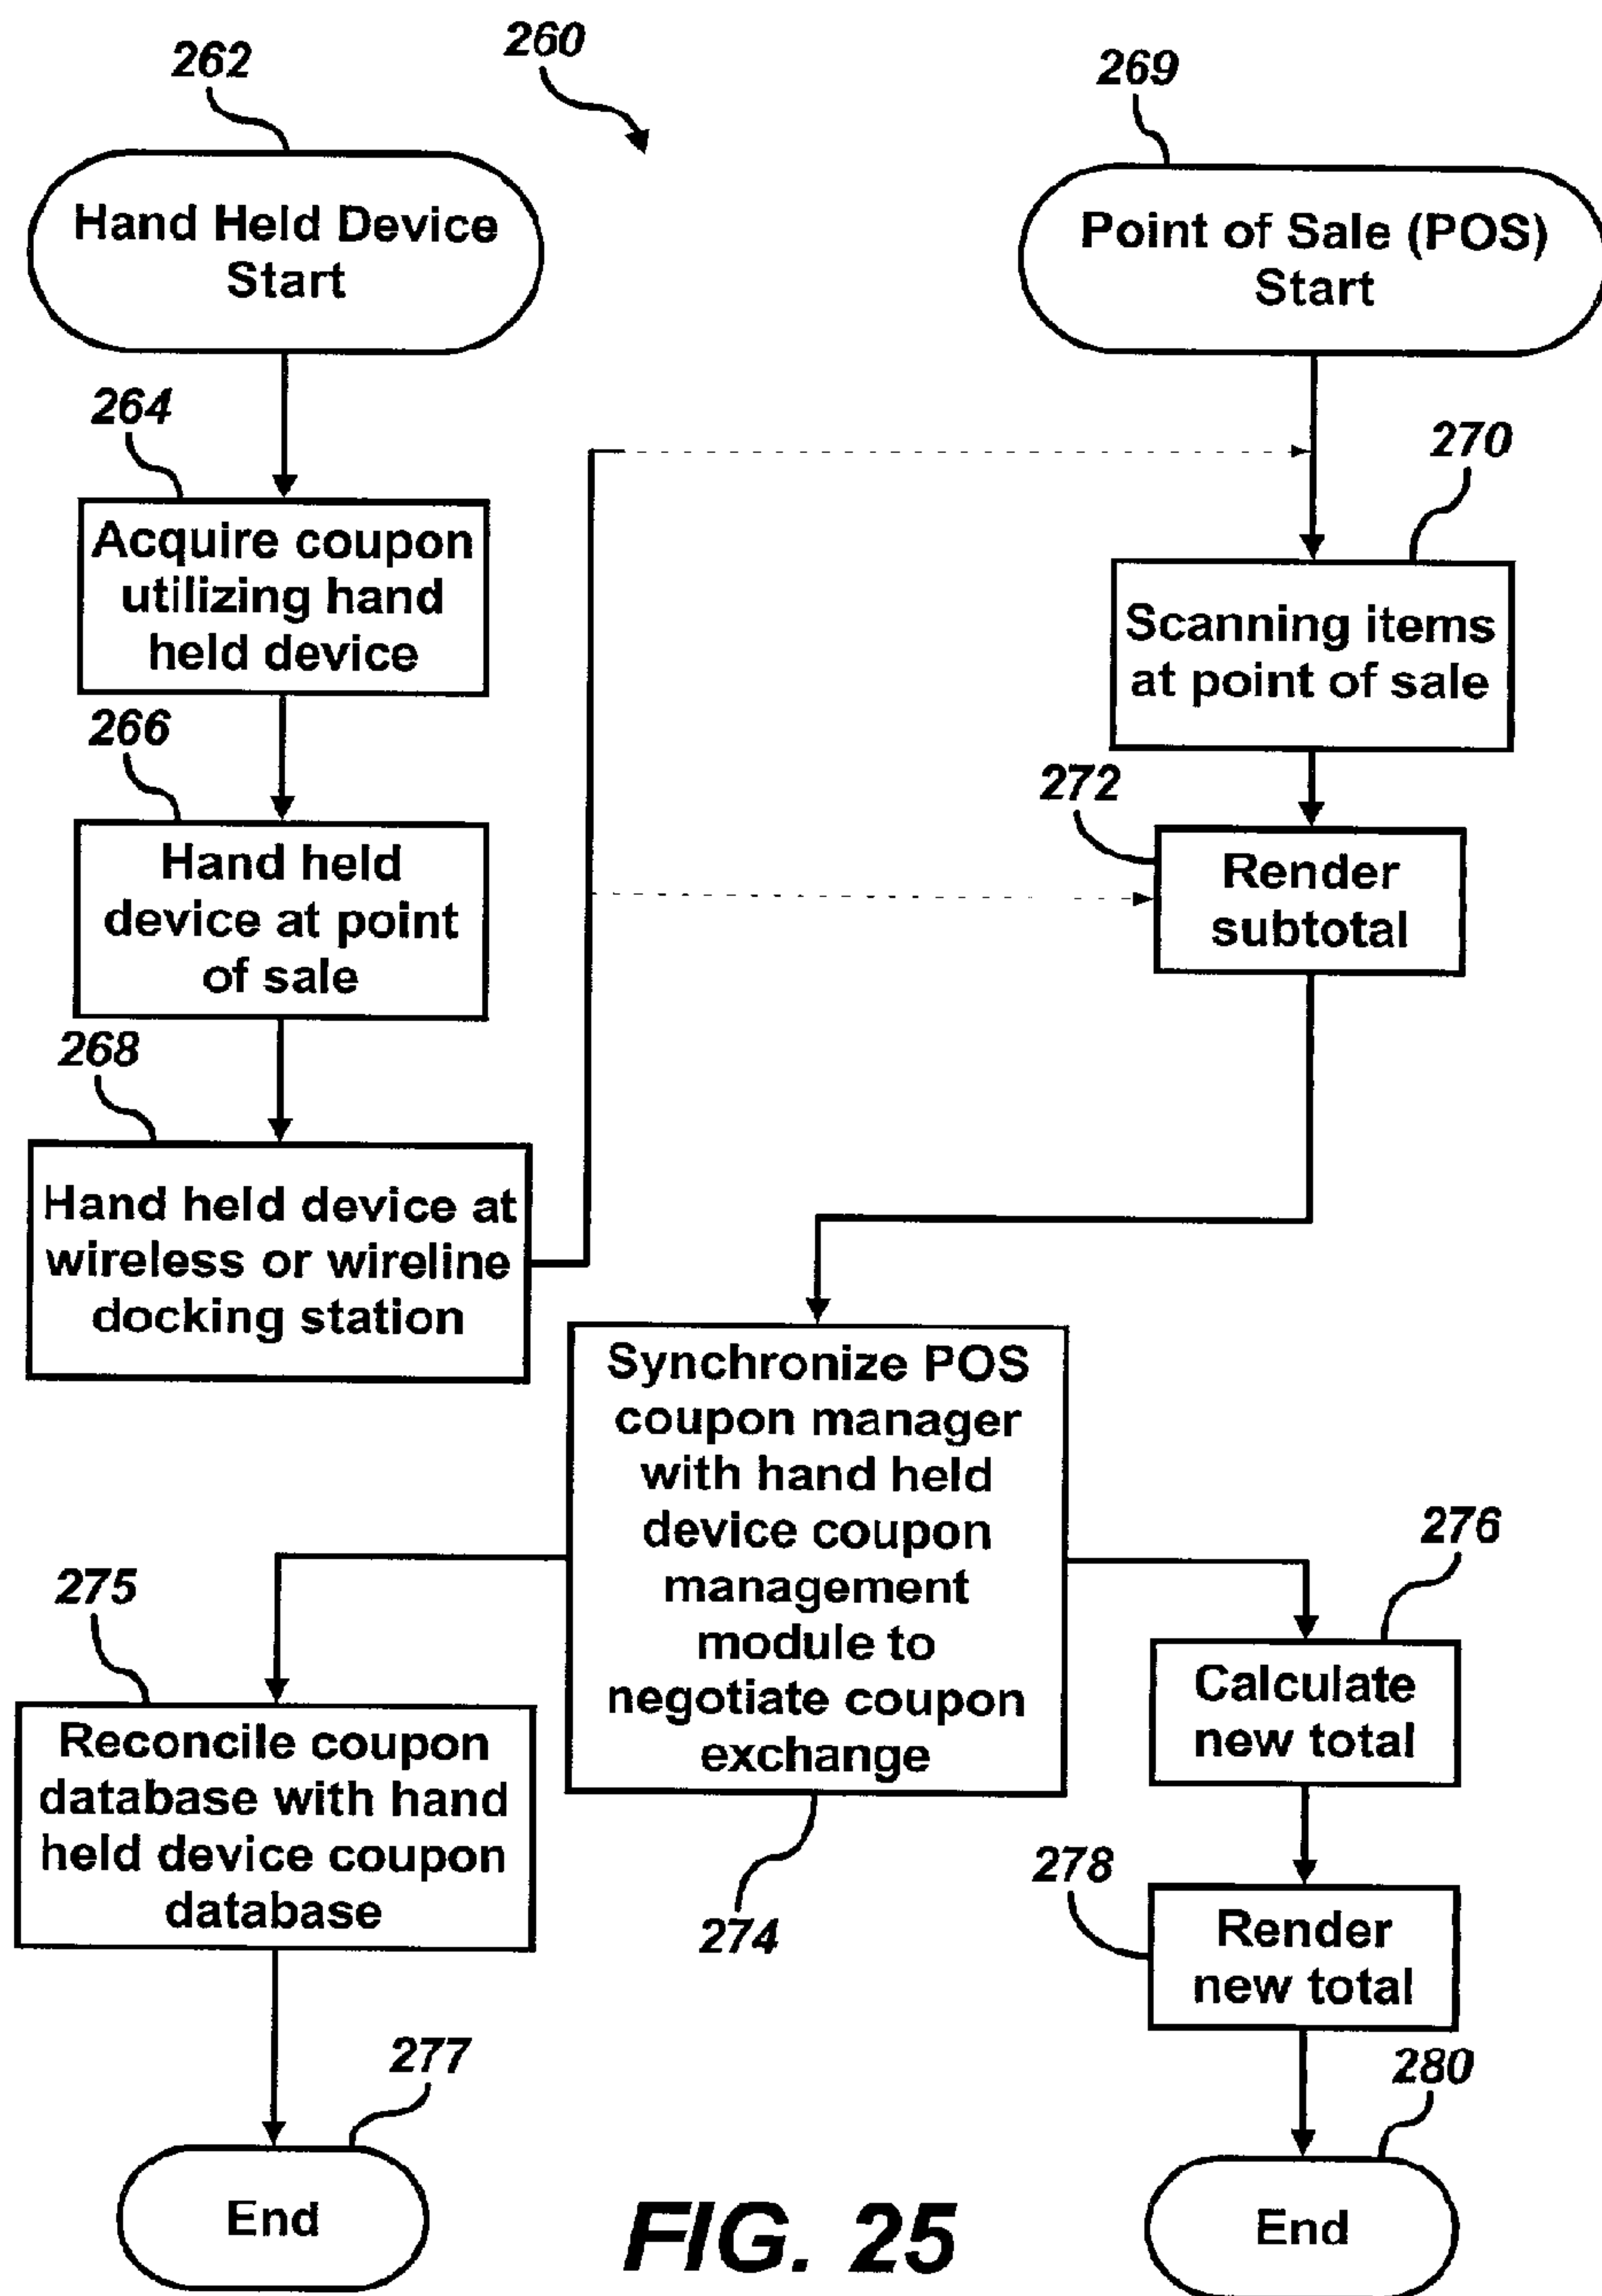 260
262
Hand Held Device
Start
264
Acquire coupon
utilizing hand
held device
266
Hand held
device at point
of sale
268
Hand held device at
wireless or wireline
docking station
269
Point of Sale (POS)
Start
270
Scanning items
at point of sale
272
Render
subtotal
Synchronize POS
coupon manager
with hand held
device coupon
management
module to
negotiate coupon
exchange
274
275
Reconcile coupon
database with hand
held device coupon
database
277
End
276
Calculate
new total
278
Render
new total
280
End
FIG. 25